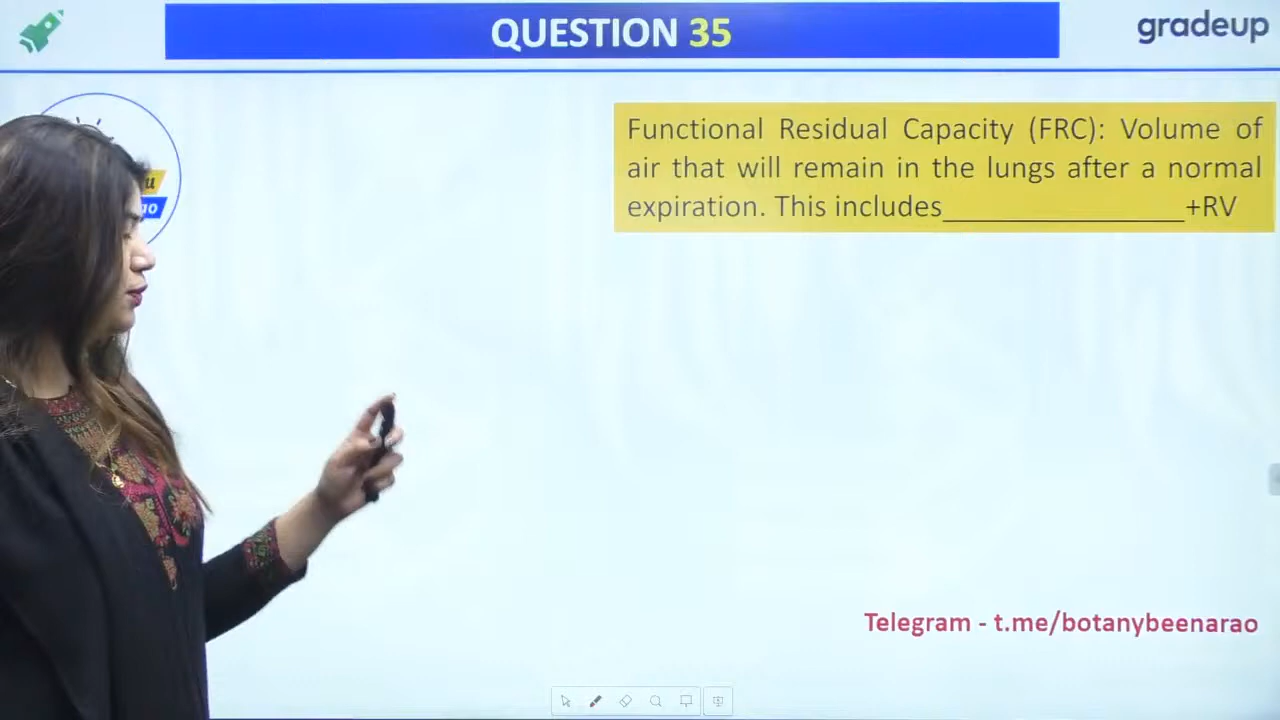 QUESTION 35
gradeup
Functional Residual Capacity (FRC): Volume of
air that will remain in the lungs after a normal
expiration. This includes________________+RV
Telegram - t.me/botanybeenarao